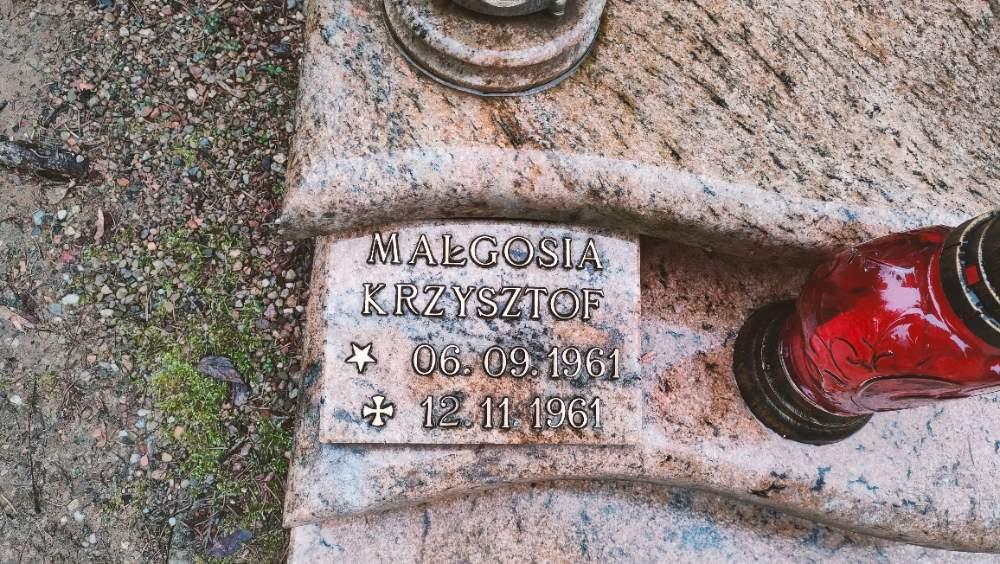 MAŁGOSIA
KRZYSZTOF
06.09.1961
12.11.1961